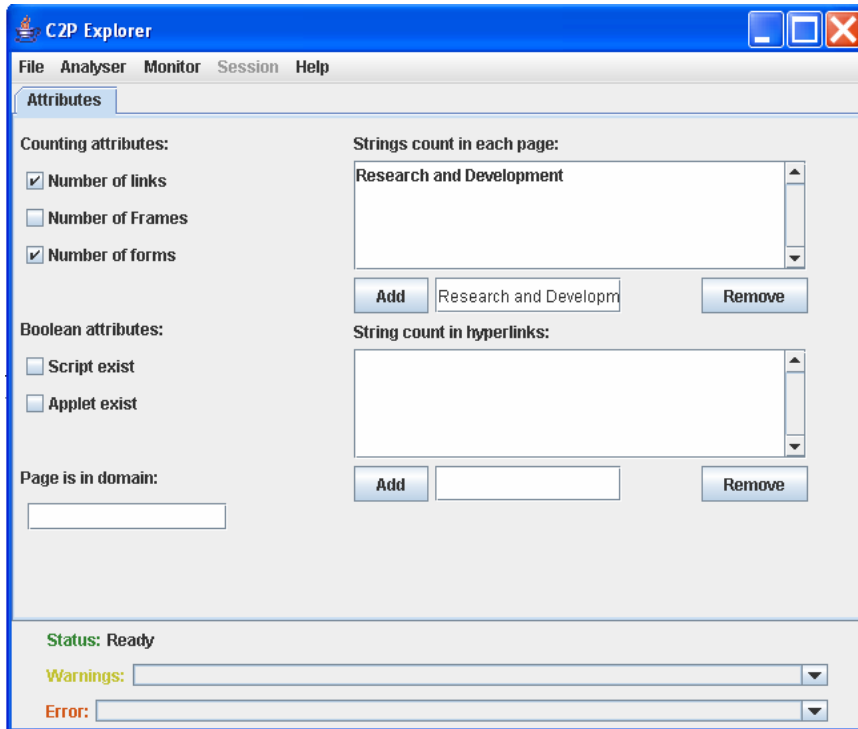 C2P Explorer
File Analyser Monitor Session Help
Attributes
Counting attributes:
Number of links
Number of Frames
Number of forms
Boolean attributes:
Script exist
Applet exist
Page is in domain:
Strings count in each page:
Research and Development
Add Research and Developm Remove
String count in hyperlinks:
Add Remove
Status: Ready
Warnings:
Error: